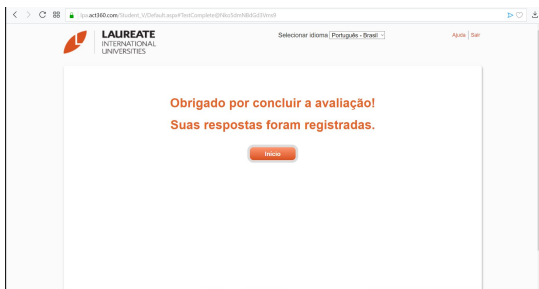 LAUREATE
INTERNATIONAL
UNIVERSITIES
Selecionar idioma Português - Brasil
Ajuda Sair
Obrigado por concluir a avaliação!
Suas respostas foram registradas.
Início